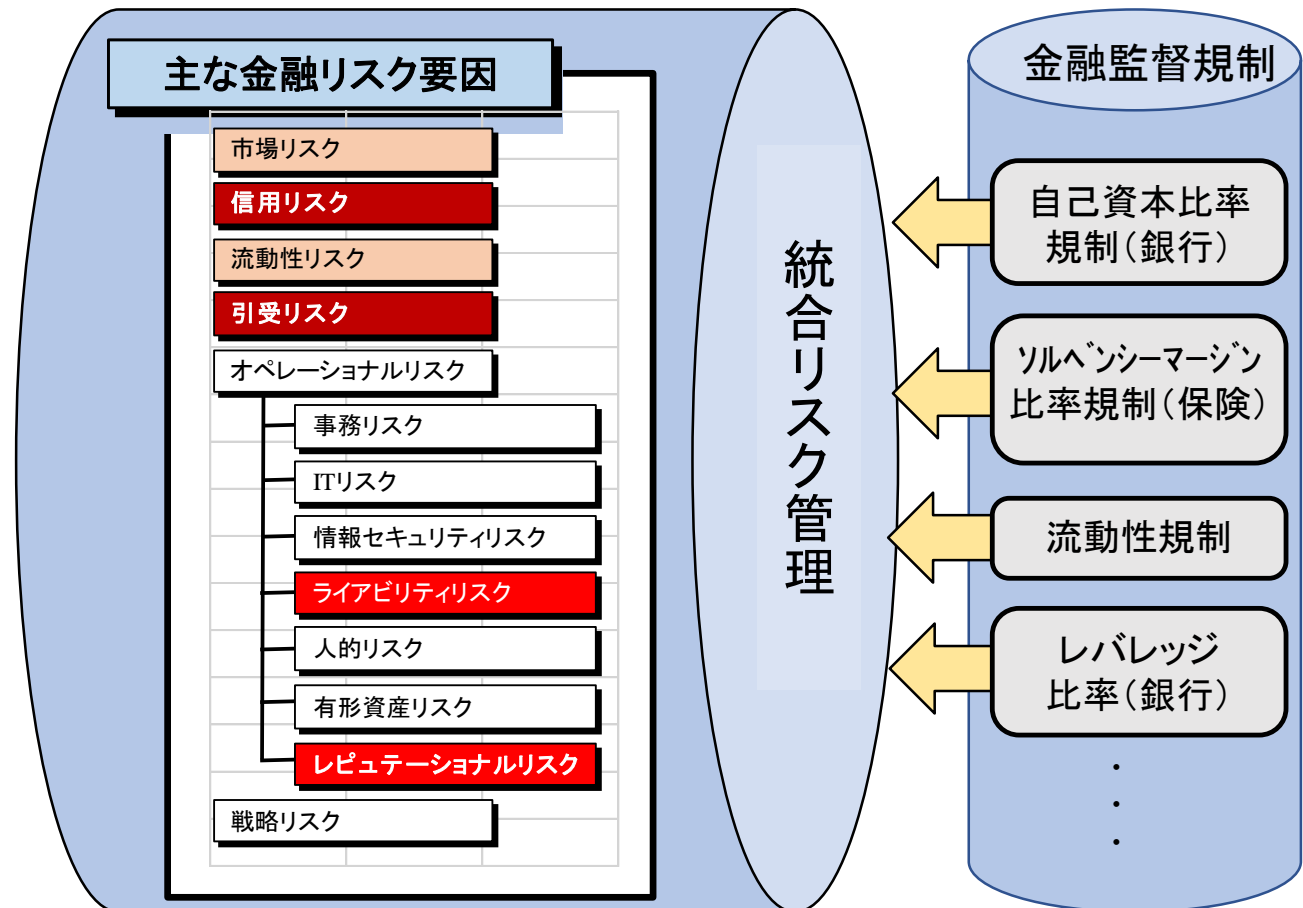 主な金融リスク要因
市場リスク
信用リスク
流動性リスク
引受リスク
オペレーショナルリスク
事務リスク
ITリスク
情報セキュリティリスク
ライアビリティリスク
人的リスク
有形資産リスク
レピュテーショナルリスク
戦略リスク
統合リスク管理
金融監督規制
自己資本比率
規制(銀行)
ｿﾙﾍﾞﾝｼｰﾏｰｼﾞﾝ
比率規制(保険)
流動性規制
レバレッジ
比率(銀行)
・
・
・